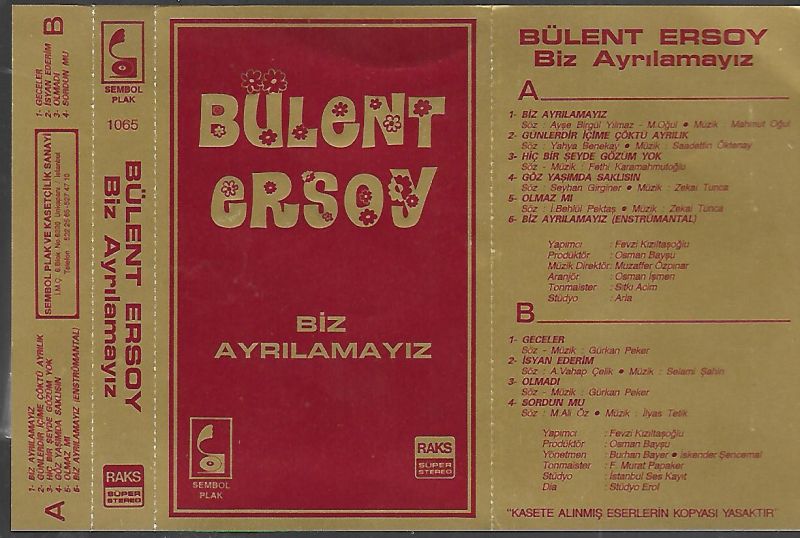 B
1- GECELER
2- İSYAN EDERİM
3- OLMADI
4- SORDUN MU
SEMBOL PLAK VE KASETÇİLİK SANAYİ
A
1- BİZ AYRILAMAYIZ
2- GÜNLERDİR İÇİME ÇÖKTÜ AYRILIK
3- HİÇ BİR ŞEYDE GÖZÜM YOK
4- GÖZ YAŞIMDA SAKLISIN
5- OLMAZ MI
6- BİZ AYRILAMAYIZ (ENSTRÜMANTAL)
SEMBOL
PLAK
1065
BÜLENT ERSOY
Biz Ayrılamayız
RAKS
SÜPER
STEREO
BÜLENT
ERSOY
BİZ
AYRILAMAYIZ
SEMBOL
PLAK
RAKS
SÜPER
STEREO
BÜLENT ERSOY
Biz Ayrılamayız
A
1- BİZ AYRILAMAYIZ
Söz : Ayşe Birgül Yılmaz - M.Oğul • Müzik : Mahmut Oğul
2- GÜNLERDİR İÇİME ÇÖKTÜ AYRILIK
Söz : Yahya Benekay • Müzik : Saadettin Öktenay
3- HİÇ BİR ŞEYDE GÖZÜM YOK
Söz - Müzik : Fethi Karamahmutoğlu
4- GÖZ YAŞIMDA SAKLISIN
Söz : Seyhan Girginer • Müzik : Zekai Tunca
5- OLMAZ MI
Söz : İ.Behlül Pektaş • Müzik : Zekai Tunca
6- BİZ AYRILAMAYIZ (ENSTRÜMANTAL)
Yapımcı : Fevzi Kızıltaşoğlu
Prodüktör : Osman Bayşu
Müzik Direktör: Muzaffer Özpınar
Aranjör : Osman İşmen
Tonmaister : Sıtkı Acim
Stüdyo : Arla
B
1- GECELER
Söz - Müzik : Gürkan Peker
2- İSYAN EDERİM
Söz : A.Vahap Çelik • Müzik : Selami Şahin
3- OLMADI
Söz - Müzik : Gürkan Peker
4- SORDUN MU
Söz : M.Ali Öz • Müzik : İlyas Tetik
Yapımcı : Fevzi Kızıltaşoğlu
Prodüktör : Osman Bayşu
Yönetmen : Burhan Bayer • İskender Şencemal
Tonmaister : F. Murat Papaker
Stüdyo : İstanbul Ses Kayıt
Dia : Stüdyo Erol
"KASETE ALINMIŞ ESERLERİN KOPYASI YASAKTIR"